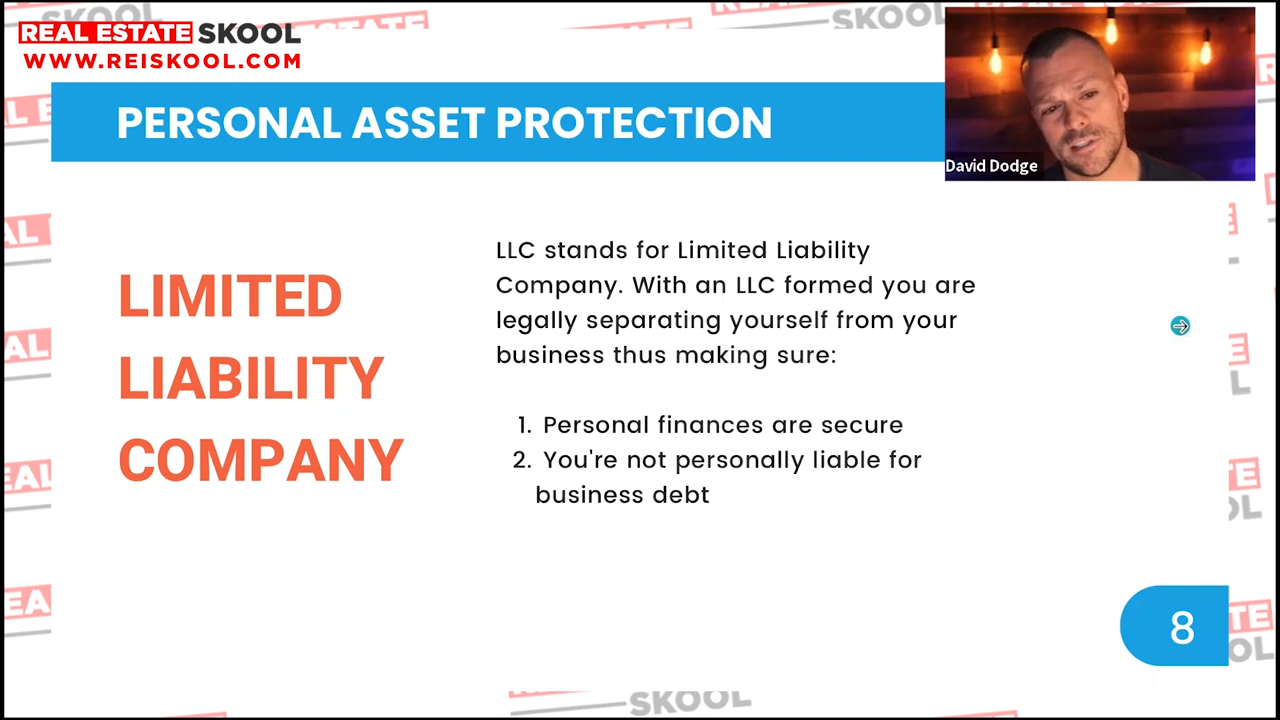 REAL ESTATE SKOOL
WWW.REISKOOL.COM
PERSONAL ASSET PROTECTION
David Dodge
LIMITED
LIABILITY
COMPANY
LLC stands for Limited Liability
Company. With an LLC formed you are
legally separating yourself from your
business thus making sure:
1. Personal finances are secure
2. You're not personally liable for
business debt
8
SKOOL